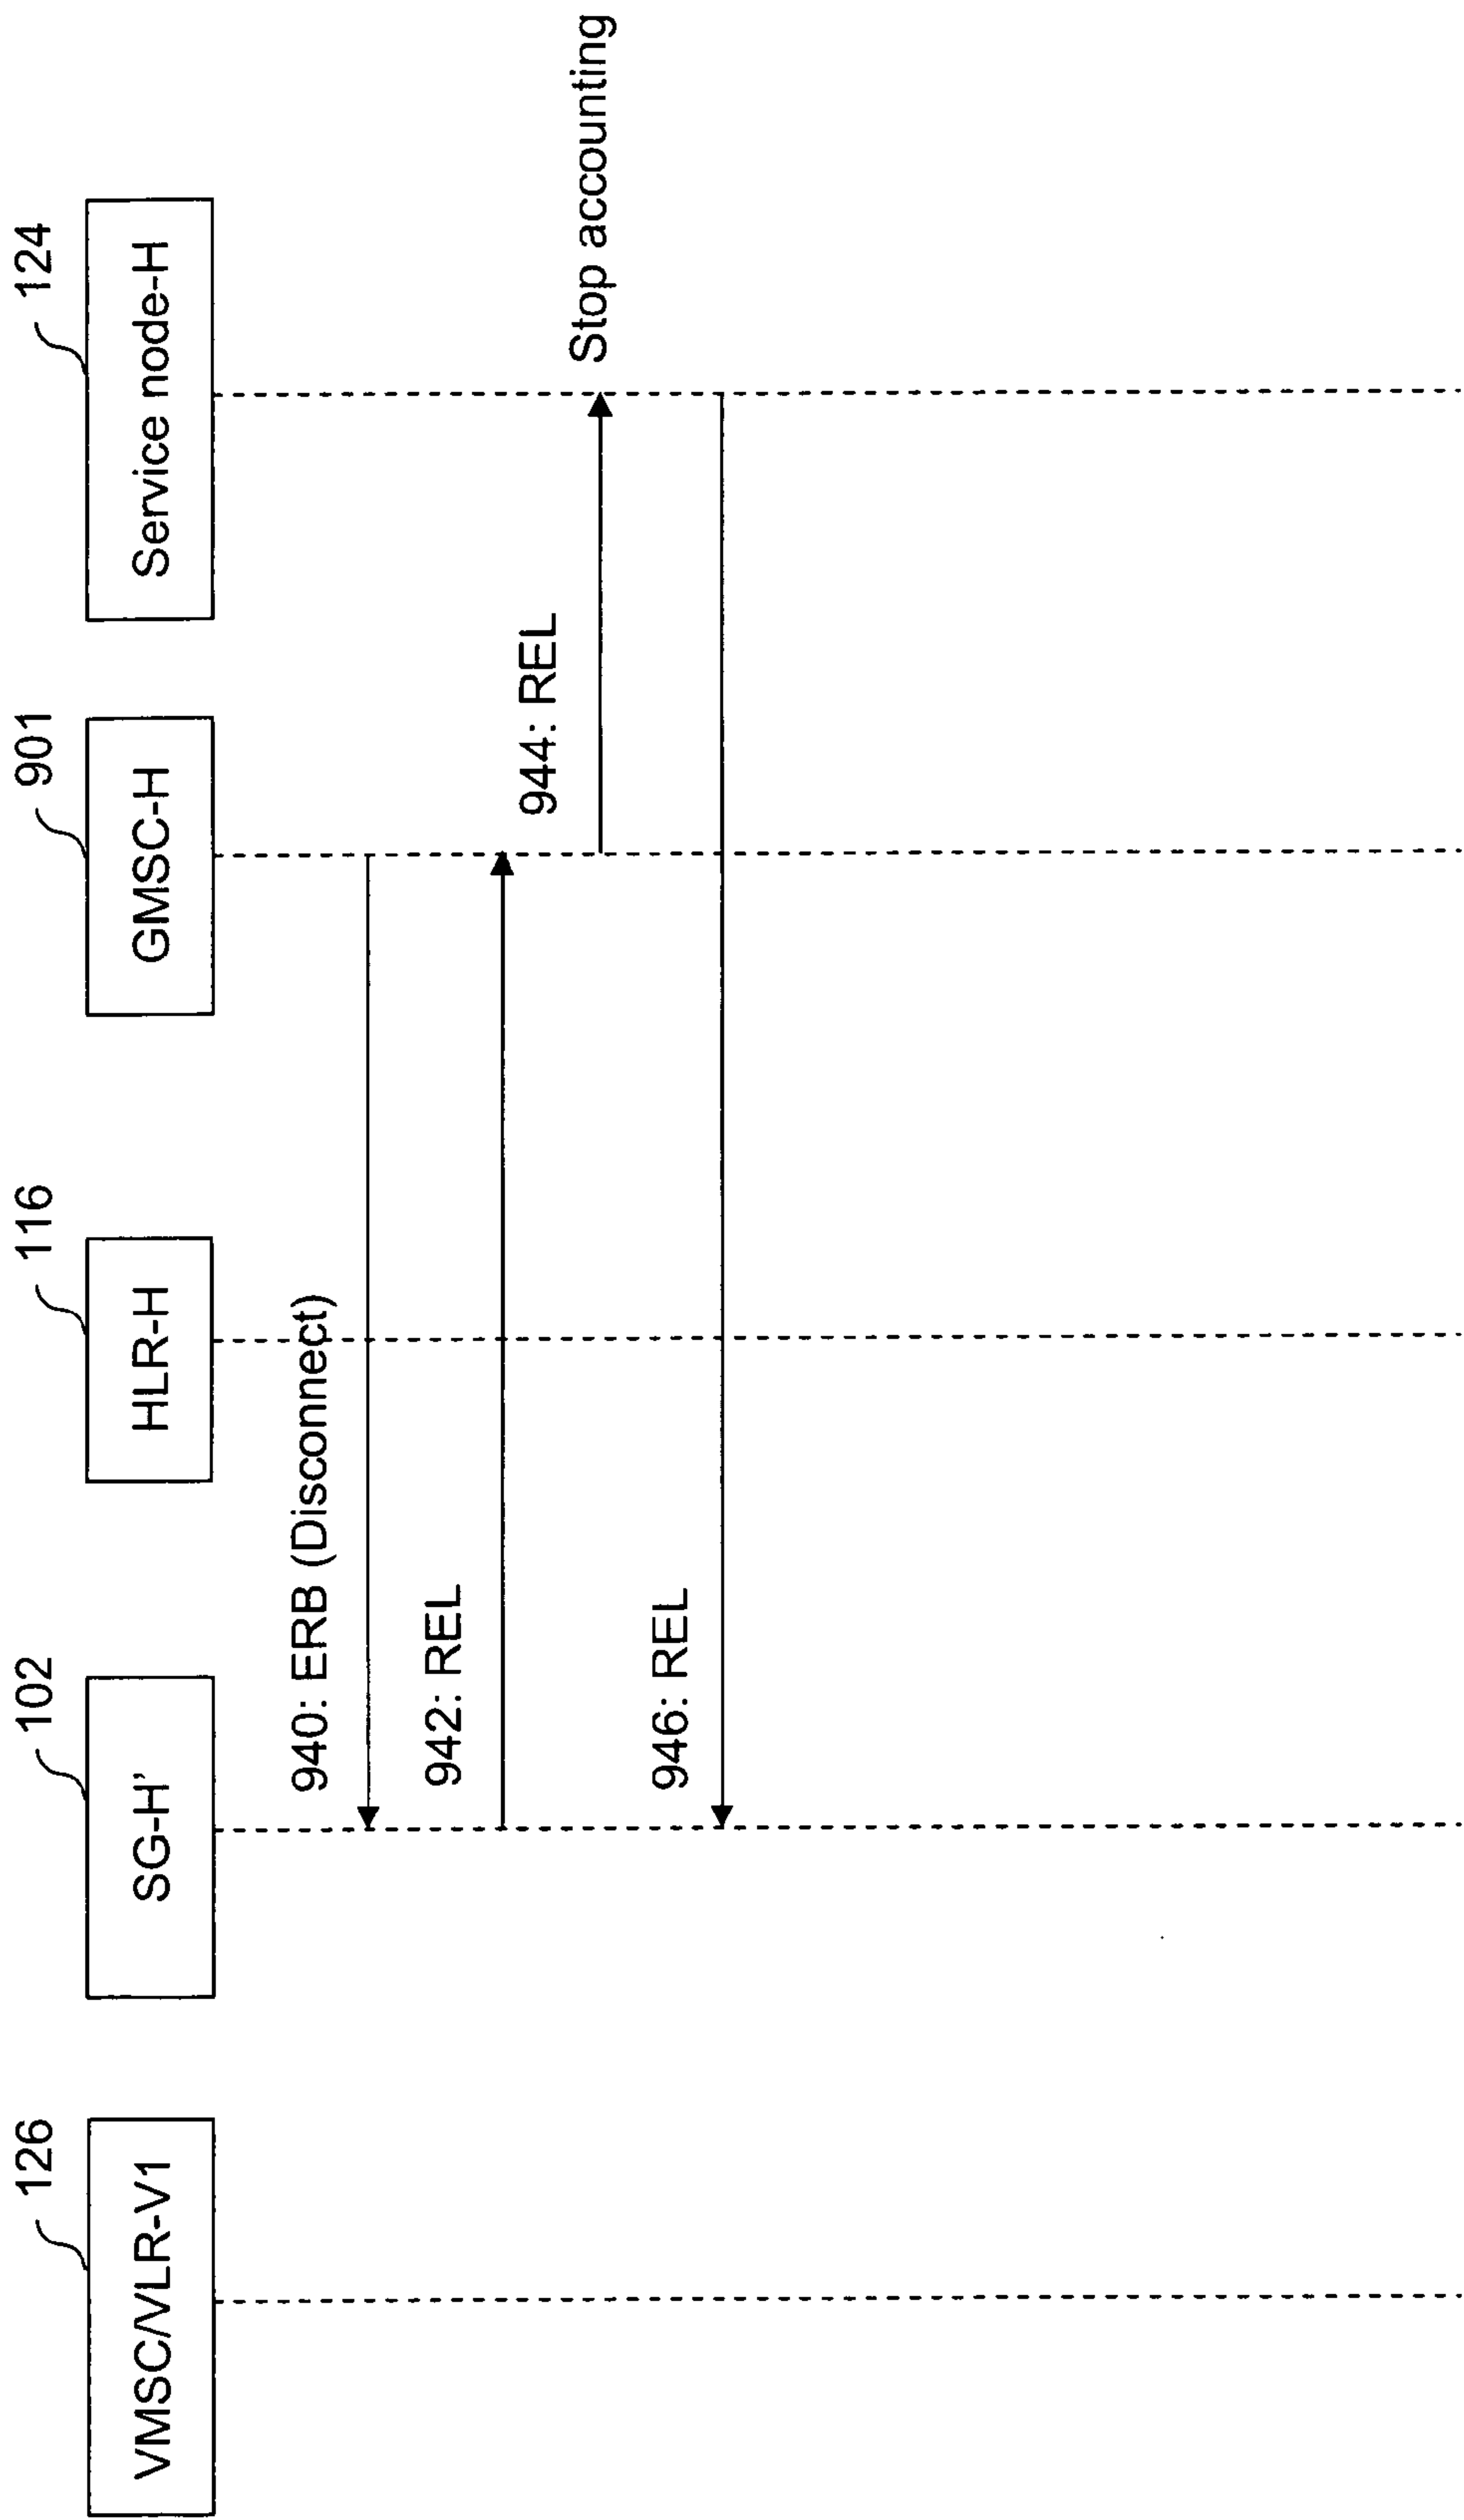 126
102
116
901
124
VMSC/VLR-V1
SG-H'
HLR-H
GMSC-H
Service node-H
940: ERB (Disconnect)
942: REL
944: REL
Stop accounting
946: REL